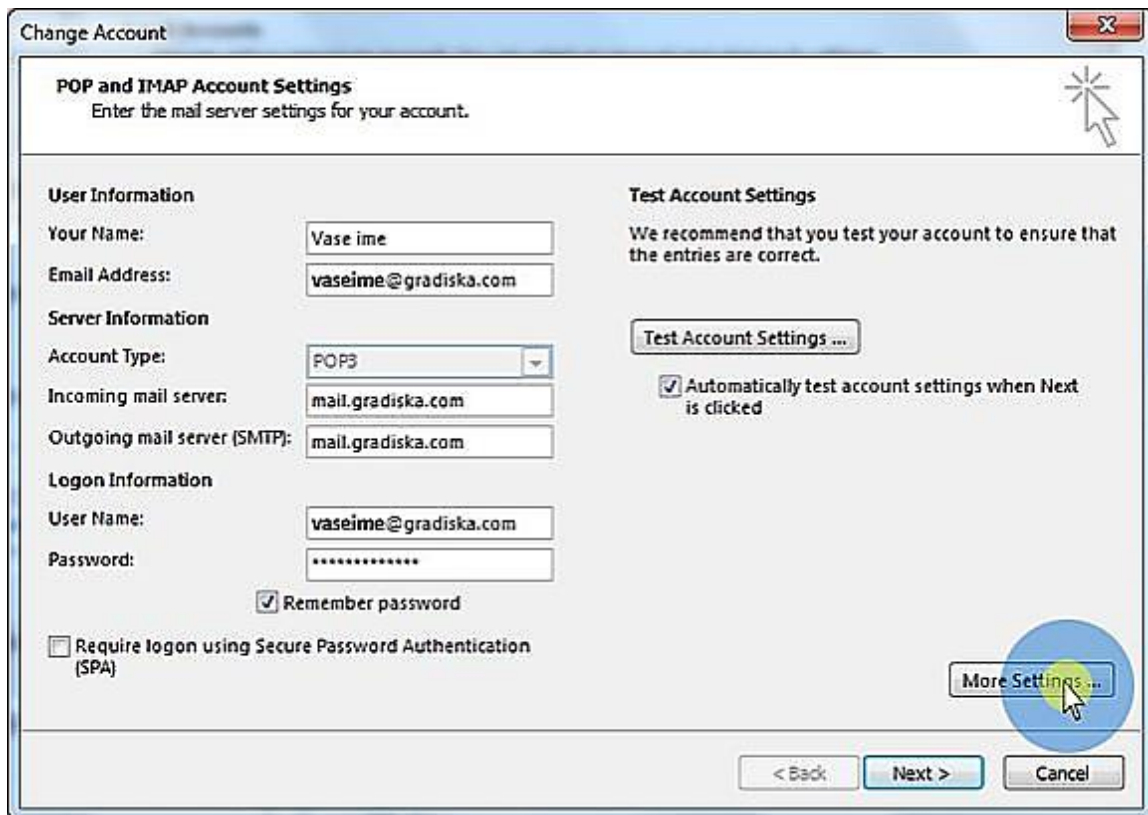 Change Account
POP and IMAP Account Settings
Enter the mail server settings for your account.
User Information
Your Name:
Vase ime
Email Address:
vaseime@gradiska.com
Server Information
Account Type:
POP3
Incoming mail server:
mail.gradiska.com
Outgoing mail server (SMTP):
mail.gradiska.com
Logon Information
User Name:
vaseime@gradiska.com
Password:
*************
Remember password
Require logon using Secure Password Authentication
(SPA)
Test Account Settings
We recommend that you test your account to ensure that
the entries are correct.
Test Account Settings ...
Automatically test account settings when Next
is clicked
More Settings ...
< Back
Next >
Cancel